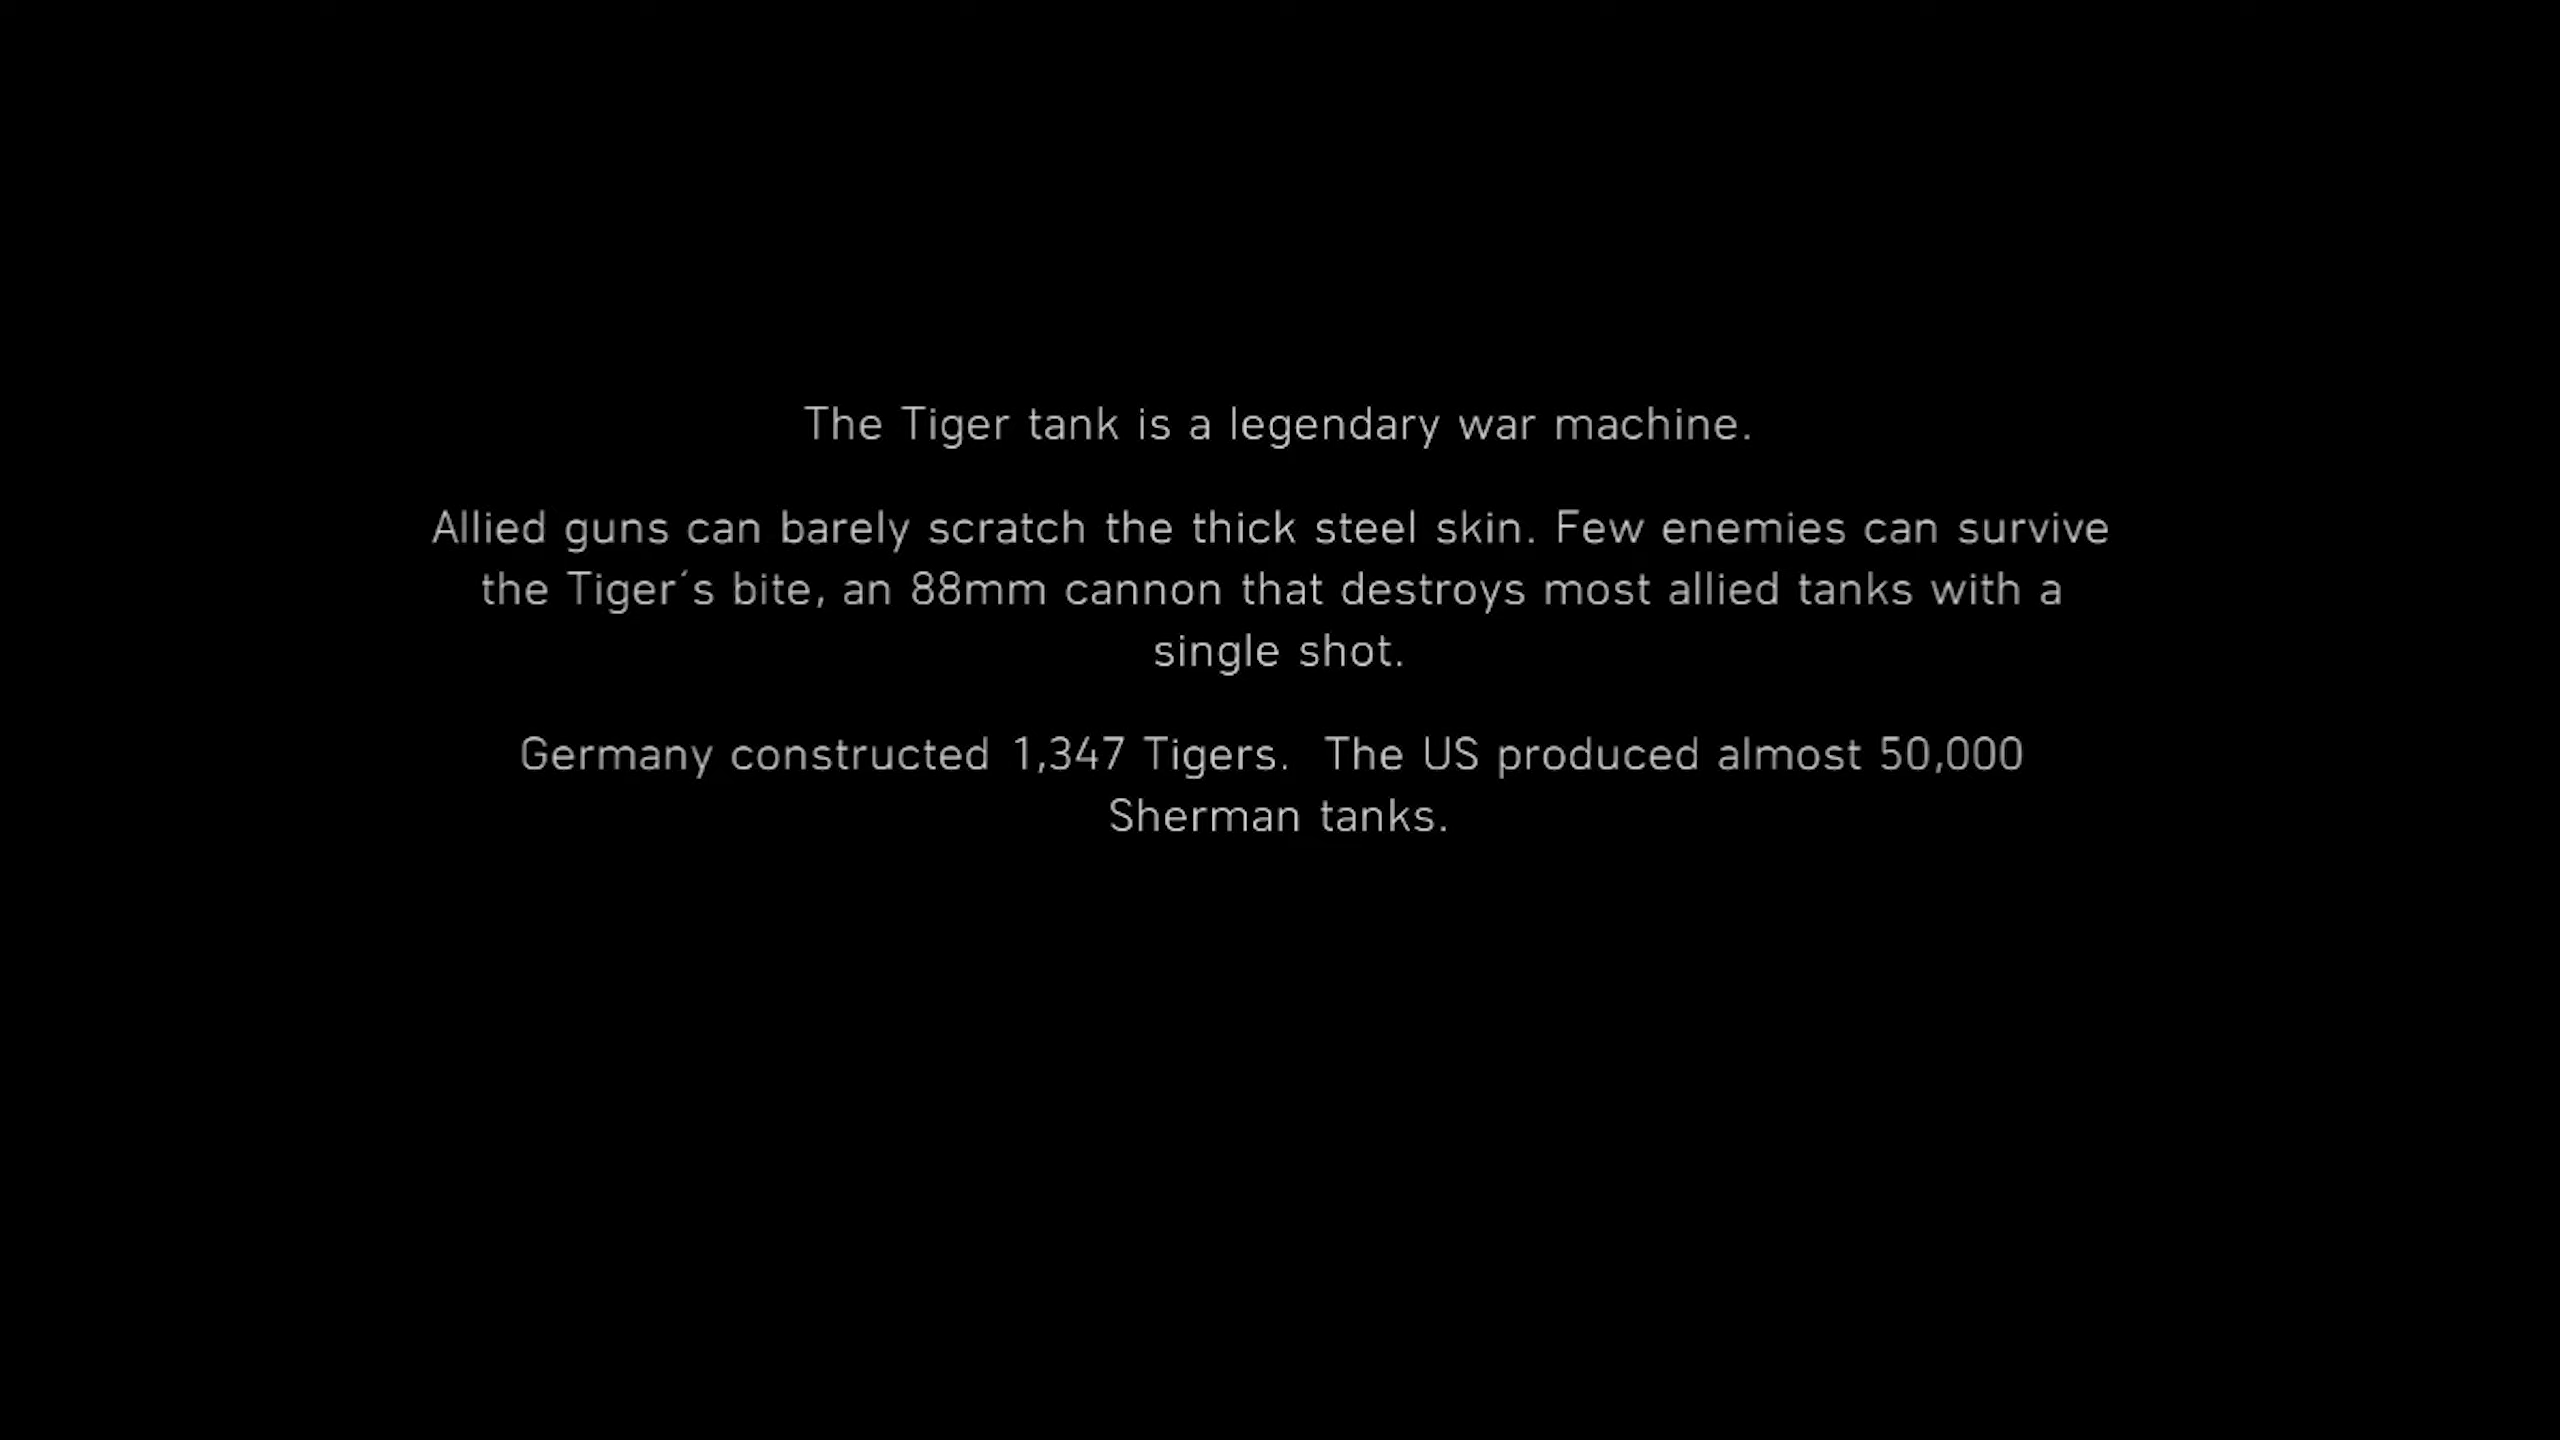 The Tiger tank is a legendary war machine.
Allied guns can barely scratch the thick steel skin. Few enemies can survive
the Tiger´s bite, an 88mm cannon that destroys most allied tanks with a
single shot.
Germany constructed 1,347 Tigers.  The US produced almost 50,000
Sherman tanks.